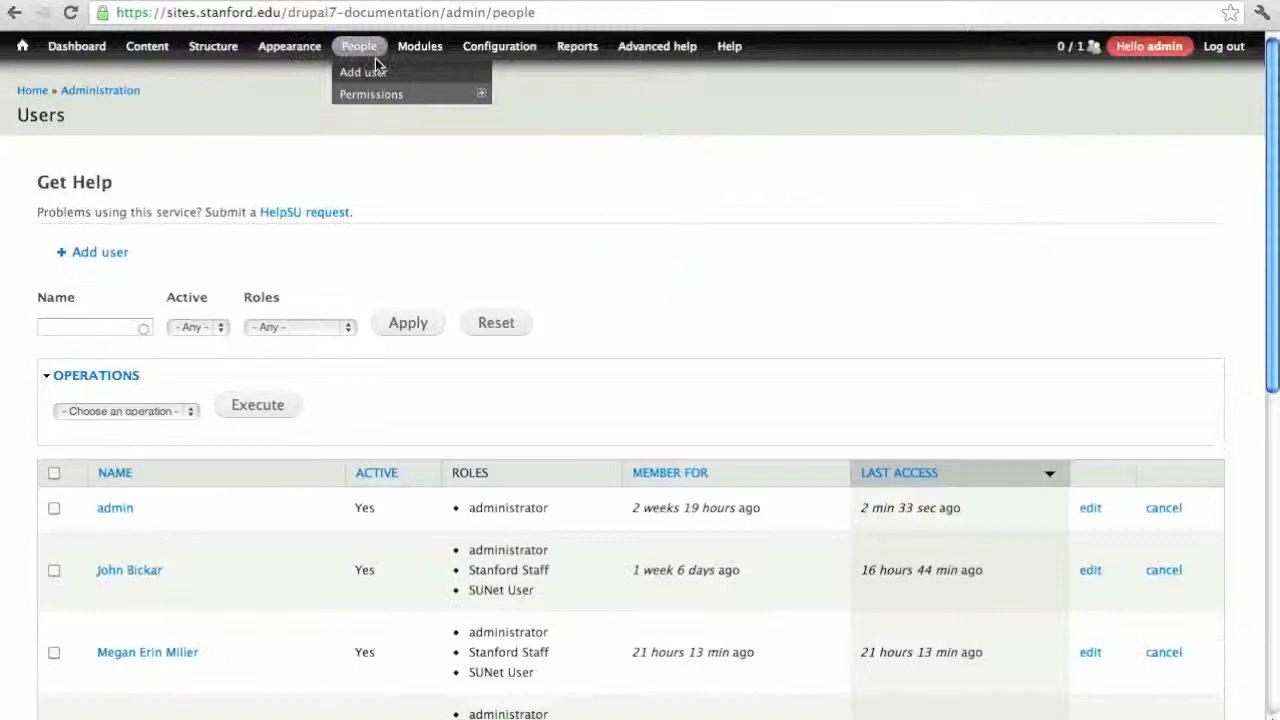 https://sites.stanford.edu/drupal7-documentation/admin/people
Dashboard Content Structure Appearance People Modules Configuration Reports Advanced help Help 0 / 1 Hello admin Log out
Add user
Permissions
Home » Administration
Users
Get Help
Problems using this service? Submit a HelpSU request.
+ Add user
Name Active Roles
- Any - - Any - Apply Reset
OPERATIONS
- Choose an operation - Execute
NAME ACTIVE ROLES MEMBER FOR LAST ACCESS
admin Yes • administrator 2 weeks 19 hours ago 2 min 33 sec ago edit cancel
• administrator
John Bickar Yes • Stanford Staff 1 week 6 days ago 16 hours 44 min ago edit cancel
• SUNet User
• administrator
Megan Erin Miller Yes • Stanford Staff 21 hours 13 min ago 21 hours 13 min ago edit cancel
• SUNet User
• administrator